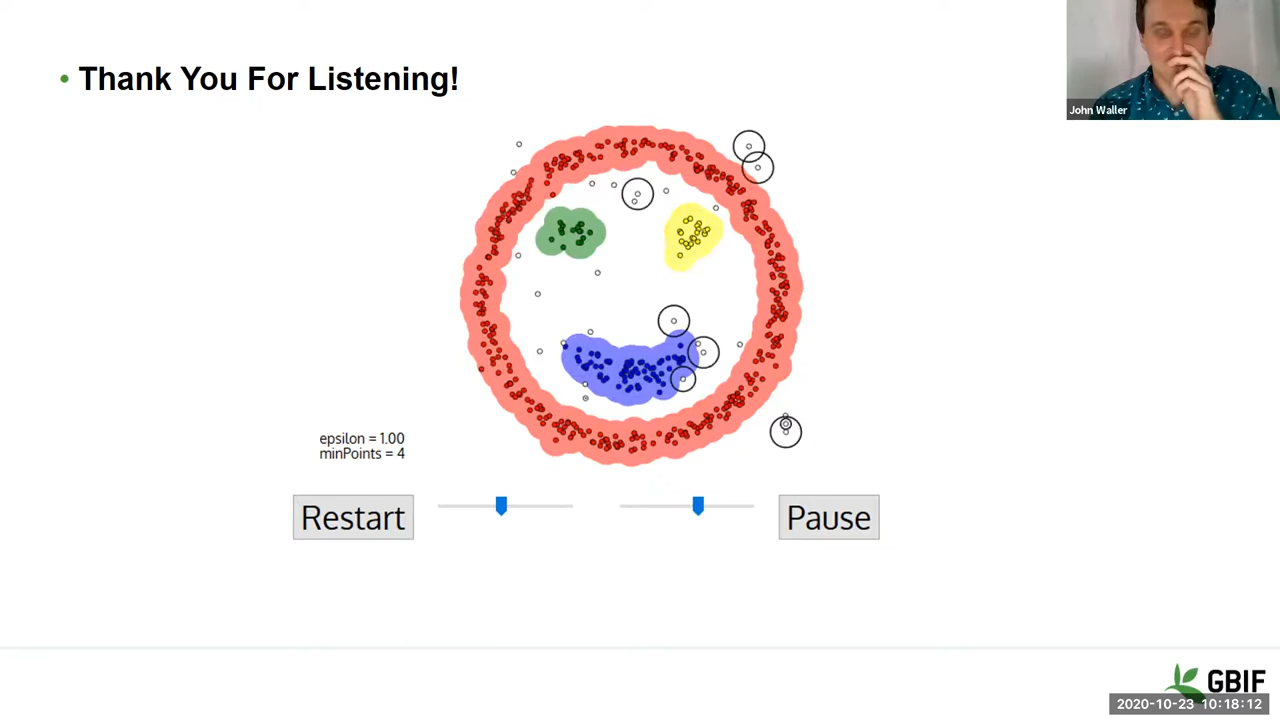 • Thank You For Listening!
John Waller
epsilon = 1.00
minPoints = 4
Restart
Pause
GBIF
2020-10-23 10:18:12